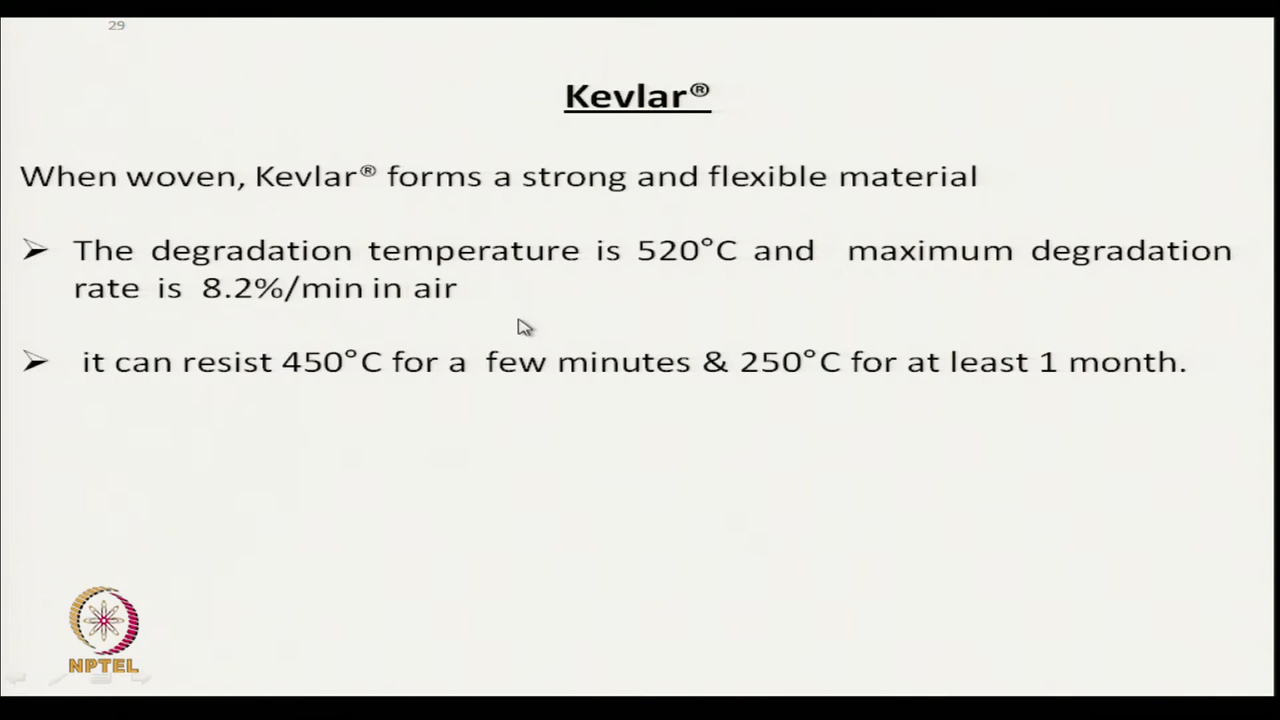 29
Kevlar®
When woven, Kevlar® forms a strong and flexible material
➢ The degradation temperature is 520°C and maximum degradation
rate is 8.2%/min in air
➢ it can resist 450°C for a few minutes & 250°C for at least 1 month.
NPTEL